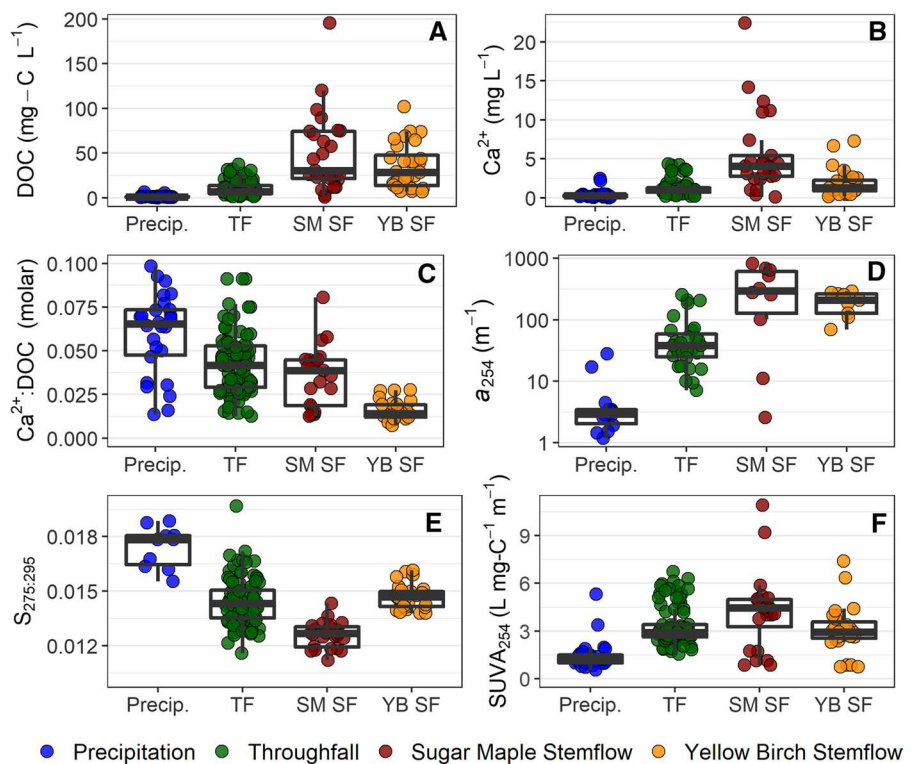 A
DOC (mg – C L⁻¹)
200
150
100
50
0
Precip. TF SM SF YB SF
B
Ca²⁺ (mg L⁻¹)
20
15
10
5
0
Precip. TF SM SF YB SF
C
Ca²⁺:DOC (molar)
0.100
0.075
0.050
0.025
0.000
Precip. TF SM SF YB SF
D
a₂₅₄ (m⁻¹)
1000
100
10
1
Precip. TF SM SF YB SF
E
S₂₇₅:₂₉₅
0.018
0.015
0.012
Precip. TF SM SF YB SF
F
SUVA₂₅₄ (L mg-C⁻¹ m⁻¹)
9
6
3
0
Precip. TF SM SF YB SF
Precipitation Throughfall Sugar Maple Stemflow Yellow Birch Stemflow